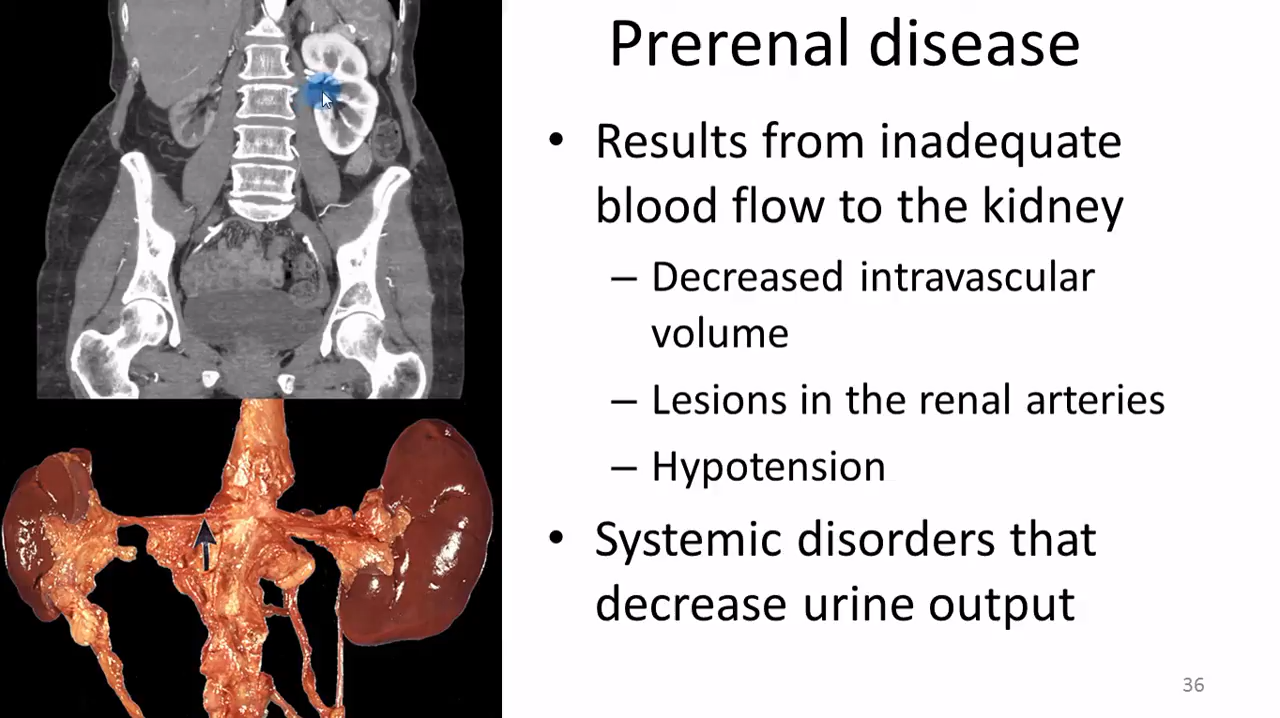 Prerenal disease
• Results from inadequate
blood flow to the kidney
– Decreased intravascular
volume
– Lesions in the renal arteries
– Hypotension
• Systemic disorders that
decrease urine output
36